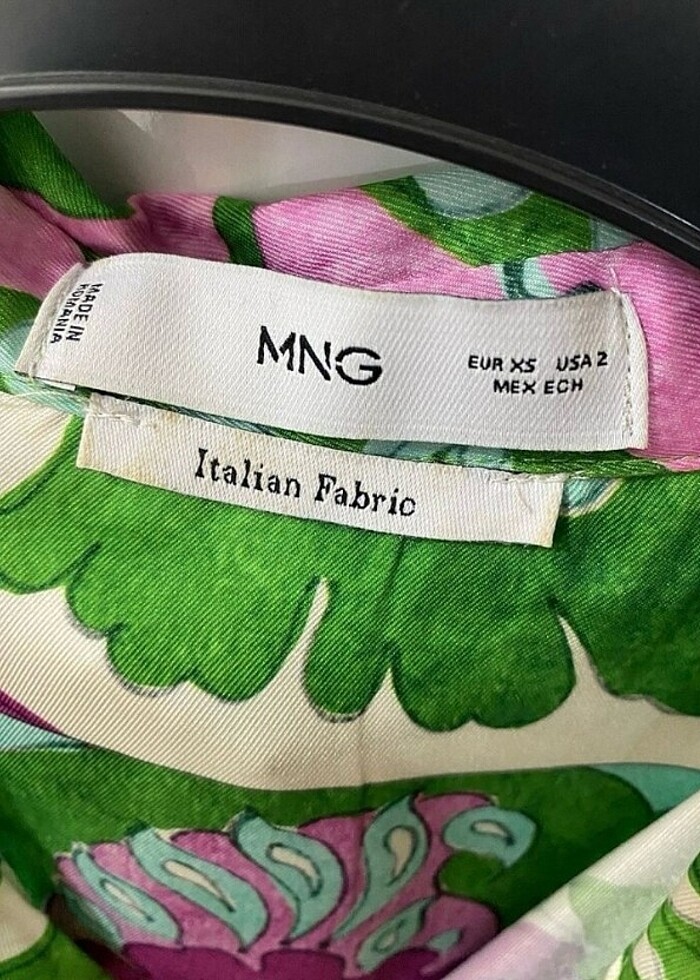 MADE IN
ROMANIA
MNG
EUR XS USA 2
MEX ECH
Italian Fabric